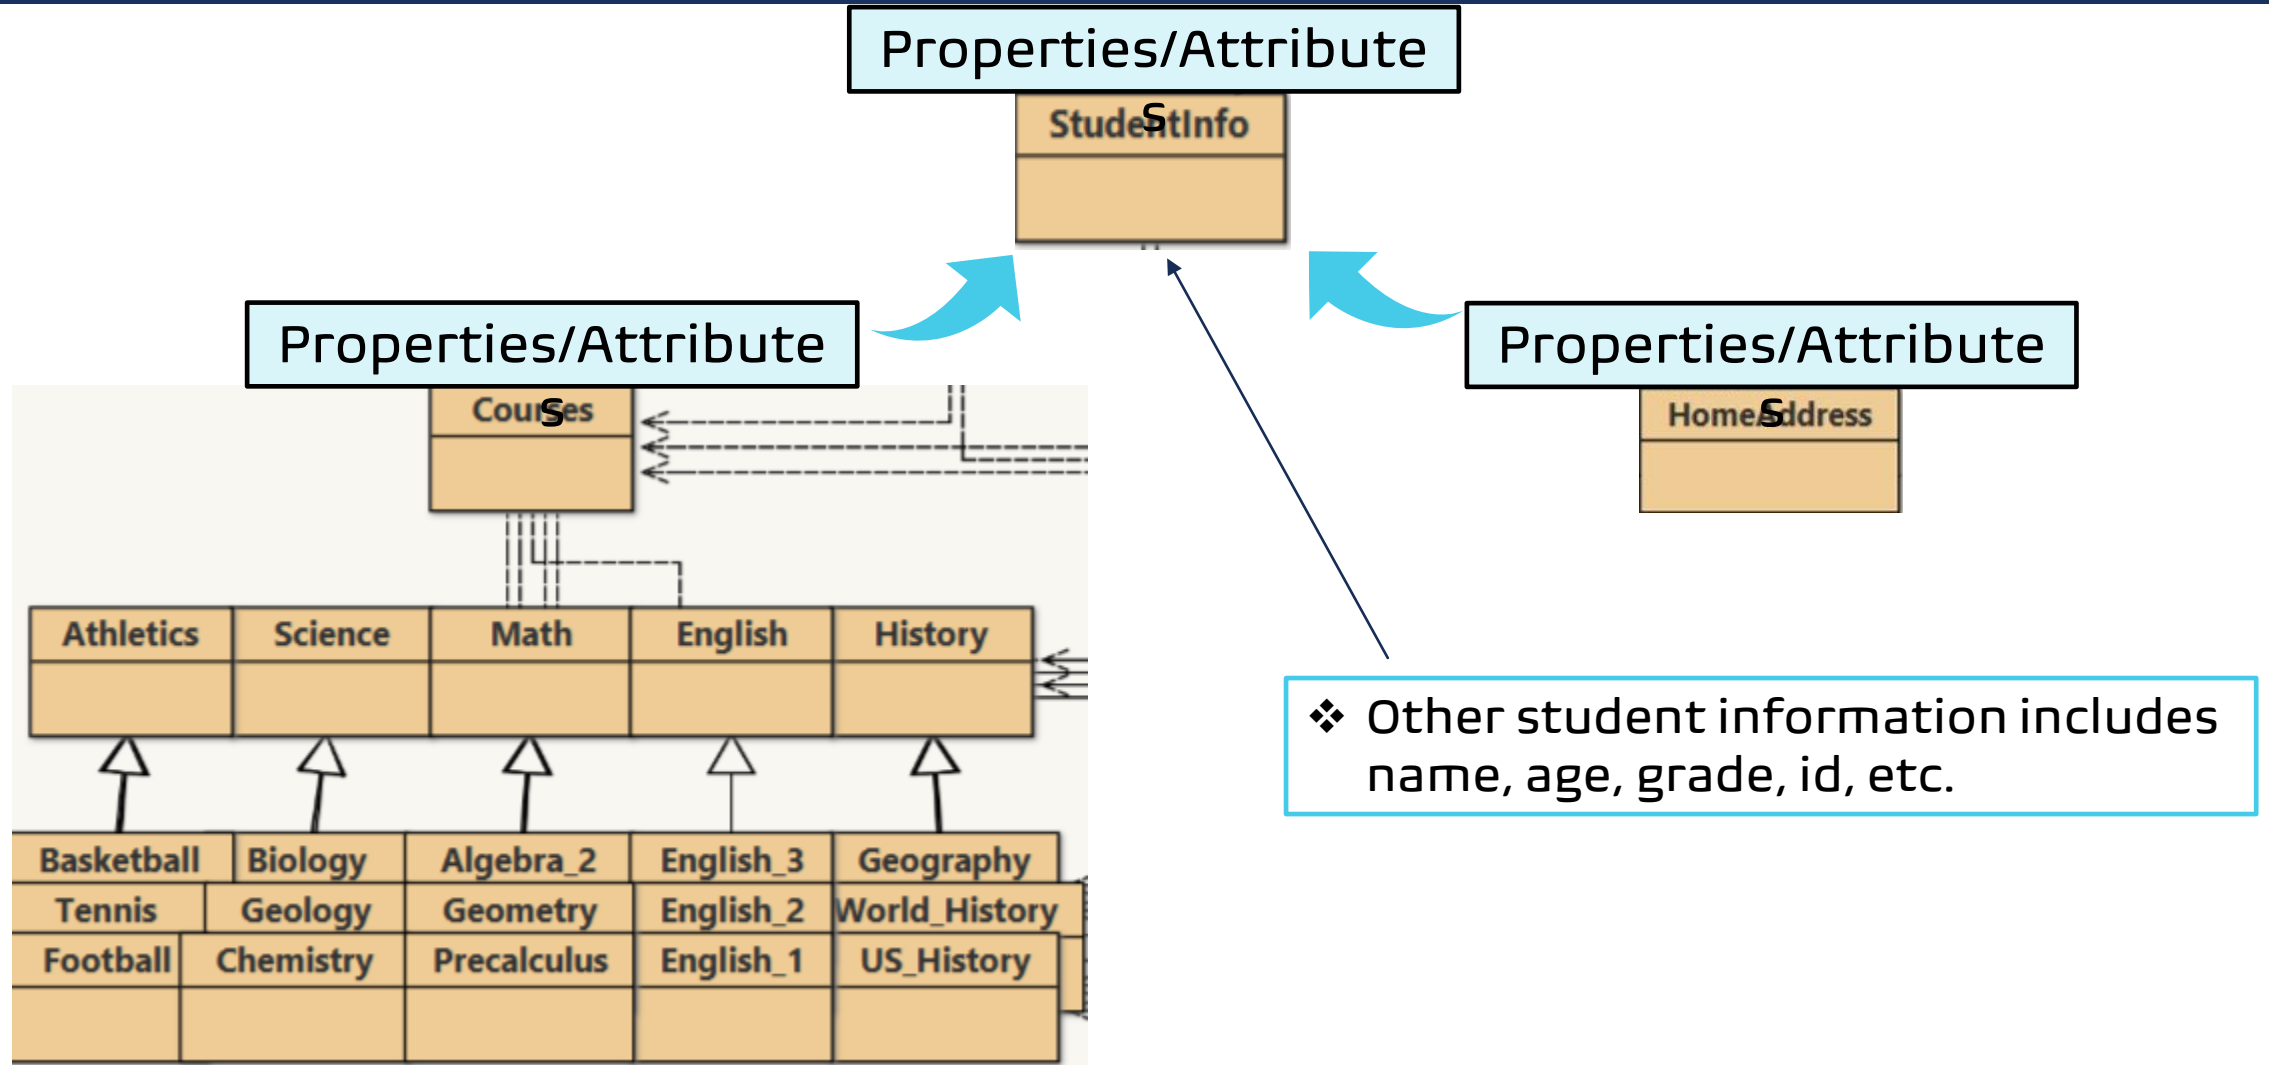 Properties/Attribute
s
StudentInfo
Properties/Attribute
s
Properties/Attribute
s
Courses
HomeAddress
Athletics Science Math English History
❖ Other student information includes
name, age, grade, id, etc.
Basketball Biology Algebra_2 English_3 Geography
Tennis Geology Geometry English_2 World_History
Football Chemistry Precalculus English_1 US_History